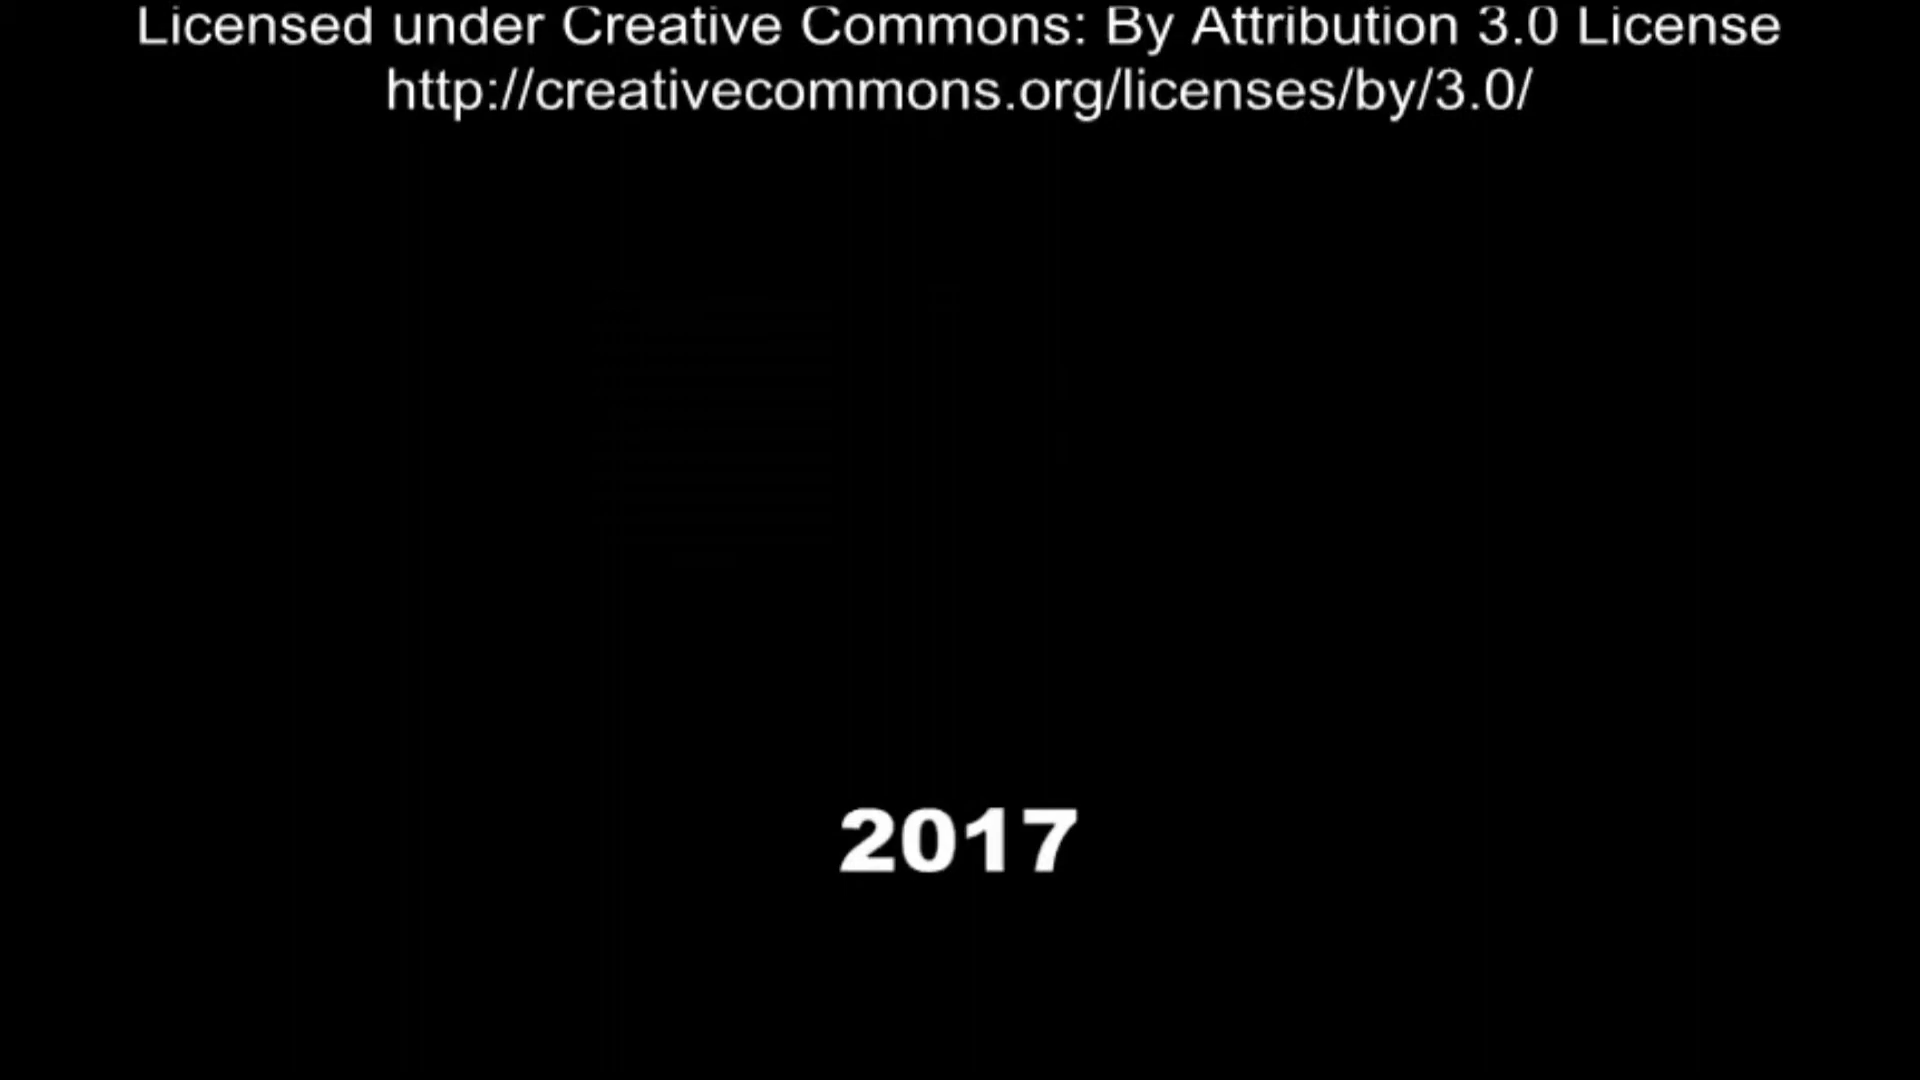 Licensed under Creative Commons: By Attribution 3.0 License
http://creativecommons.org/licenses/by/3.0/
2017